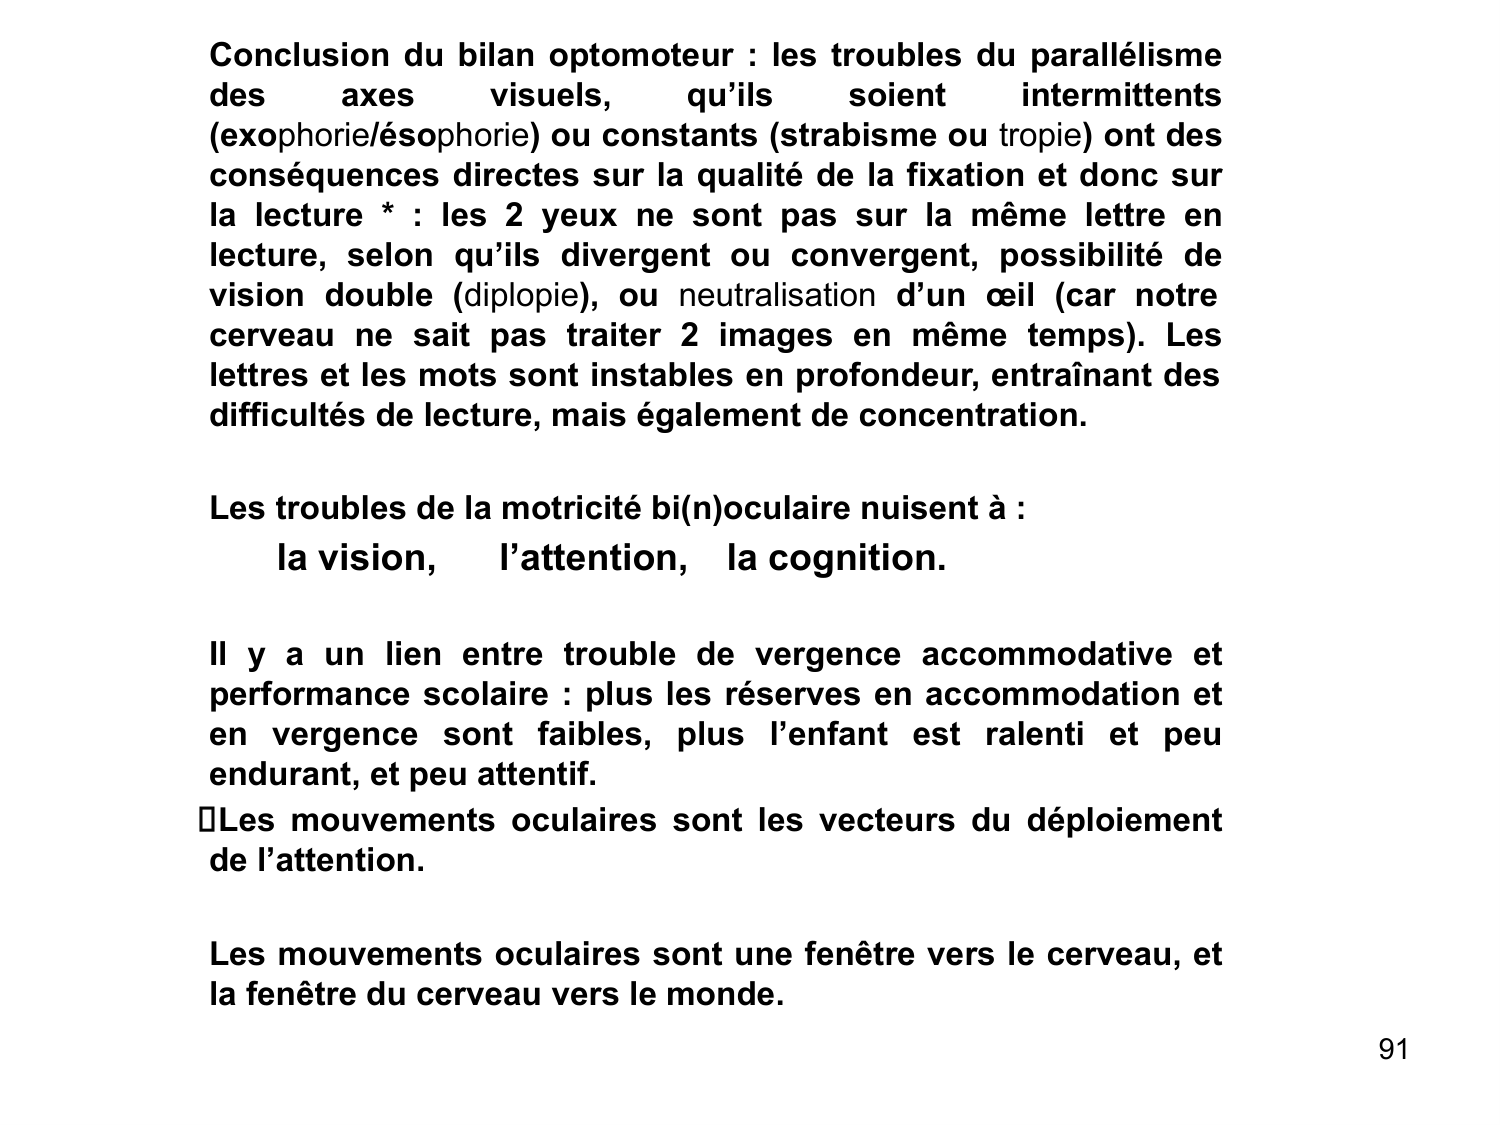 Conclusion du bilan optomoteur : les troubles du parallélisme
des axes visuels, qu’ils soient intermittents
(exophorie/ésophorie) ou constants (strabisme ou tropie) ont des
conséquences directes sur la qualité de la fixation et donc sur
la lecture * : les 2 yeux ne sont pas sur la même lettre en
lecture, selon qu’ils divergent ou convergent, possibilité de
vision double (diplopie), ou neutralisation d’un œil (car notre
cerveau ne sait pas traiter 2 images en même temps). Les
lettres et les mots sont instables en profondeur, entraînant des
difficultés de lecture, mais également de concentration.
Les troubles de la motricité bi(n)oculaire nuisent à :
la vision, l’attention, la cognition.
Il y a un lien entre trouble de vergence accommodative et
performance scolaire : plus les réserves en accommodation et
en vergence sont faibles, plus l’enfant est ralenti et peu
endurant, et peu attentif.
Les mouvements oculaires sont les vecteurs du déploiement
de l’attention.
Les mouvements oculaires sont une fenêtre vers le cerveau, et
la fenêtre du cerveau vers le monde.
91